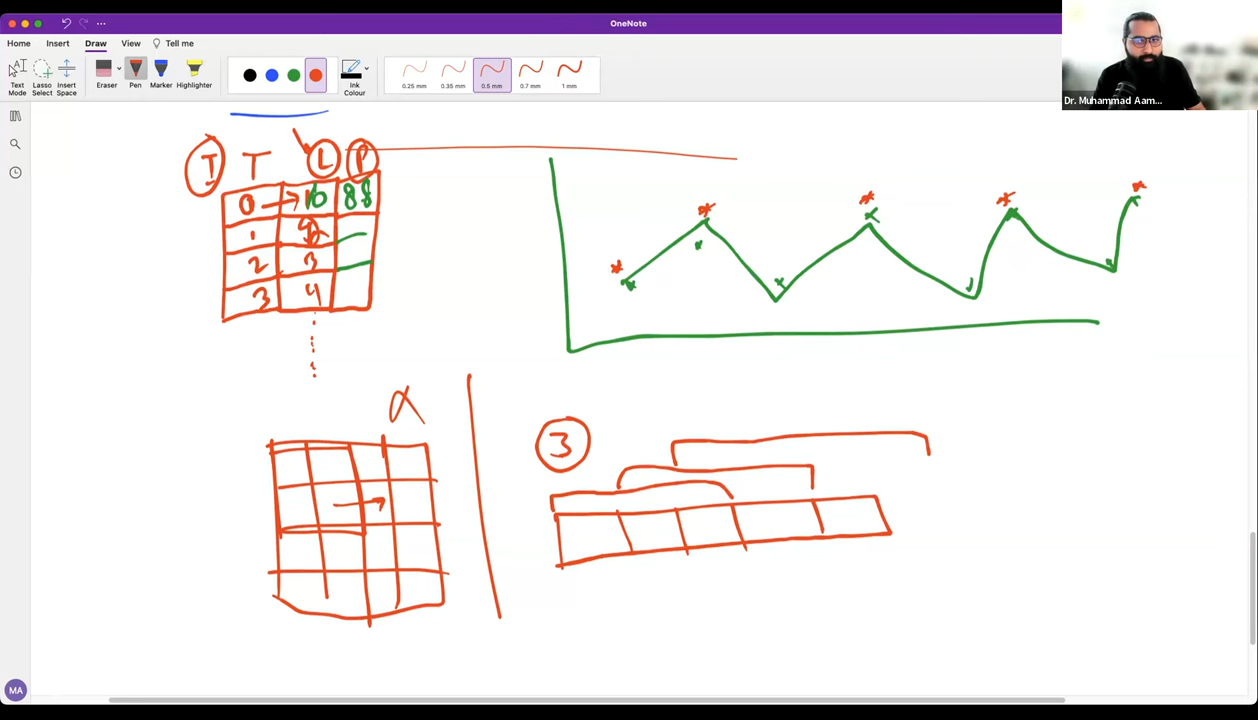 OneNote
Home Insert Draw View Tell me
Text Mode
Lasso Select
Insert Space
Eraser
Pen
Marker
Highlighter
0.25 mm
0.35 mm
0.5 mm
0.7 mm
1 mm
Ink Colour
Dr. Muhammad Aam...
T T L P
0 16 88
1
2 3
3 4
α
3
MA